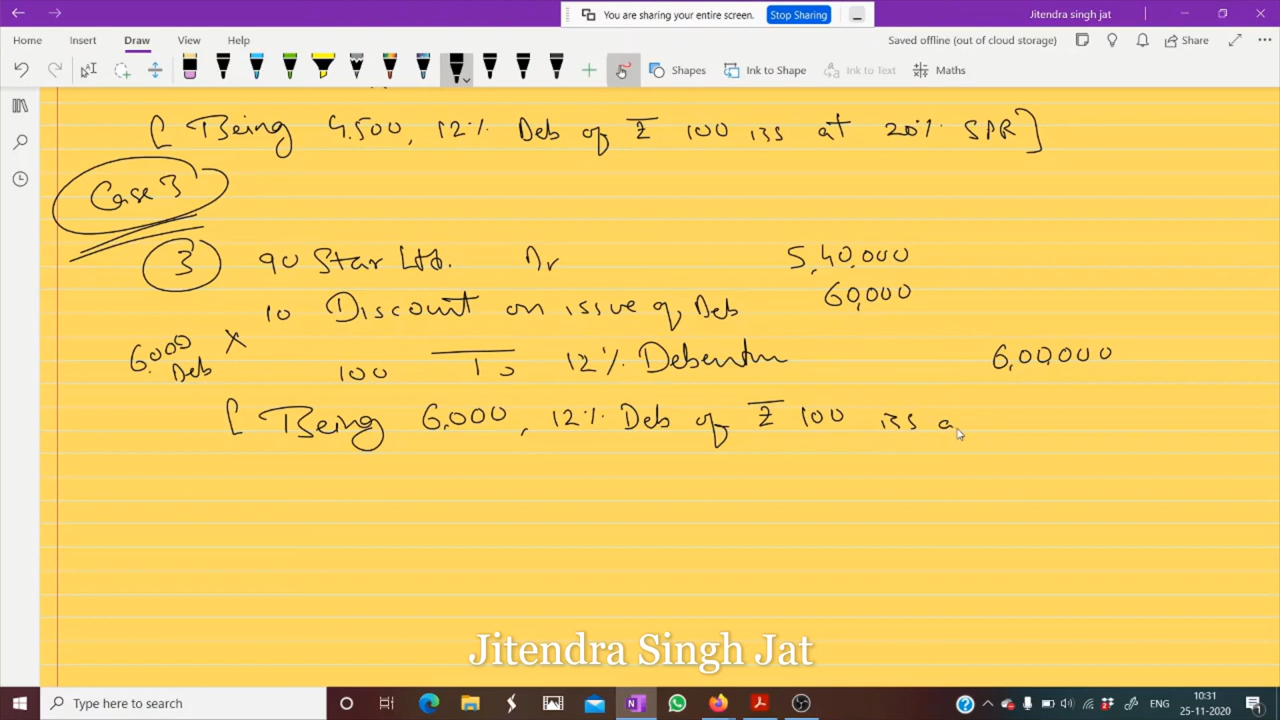 You are sharing your entire screen. Stop Sharing
Jitendra singh jat
Home Insert Draw View Help
Saved offline (out of cloud storage)
Share
Shapes Ink to Shape Ink to Text Maths
[ Being 4,500, 12% Deb of ₹ 100 iss at 20% SPR ]
Case 3
3 90 Star Ltd. Dr 5,40,000
10 Discount on issue of Deb 60,000
6000 Deb × 100 To 12% Debentu 6,00,000
[ Being 6,000, 12% Deb of ₹ 100 iss a
Jitendra Singh Jat
Type here to search
ENG
10:31
25-11-2020